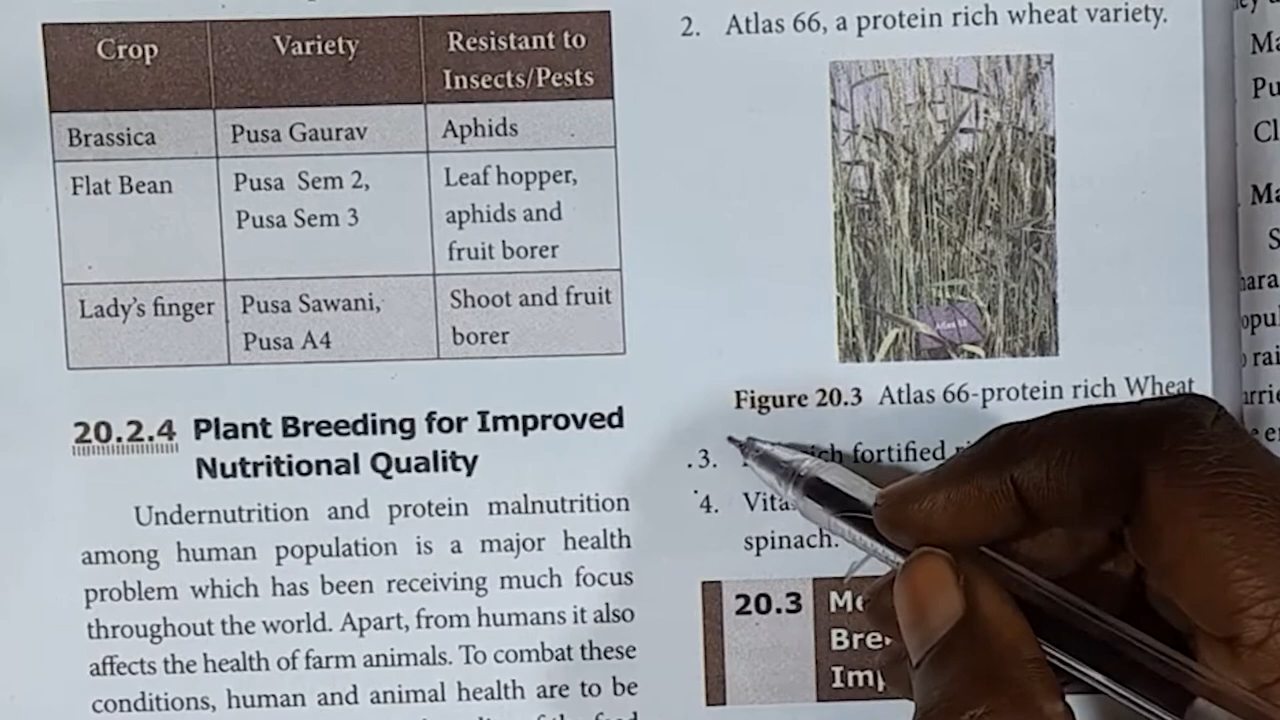 Crop Variety Resistant to Insects/Pests
Brassica Pusa Gaurav Aphids
Flat Bean Pusa Sem 2, Leaf hopper,
Pusa Sem 3 aphids and
fruit borer
Lady's finger Pusa Sawani, Shoot and fruit
Pusa A4 borer
20.2.4 Plant Breeding for Improved
Nutritional Quality
Undernutrition and protein malnutrition
among human population is a major health
problem which has been receiving much focus
throughout the world. Apart, from humans it also
affects the health of farm animals. To combat these
conditions, human and animal health are to be
2. Atlas 66, a protein rich wheat variety.
Figure 20.3 Atlas 66-protein rich Wheat
3. fortified
4.
spinach.
20.3